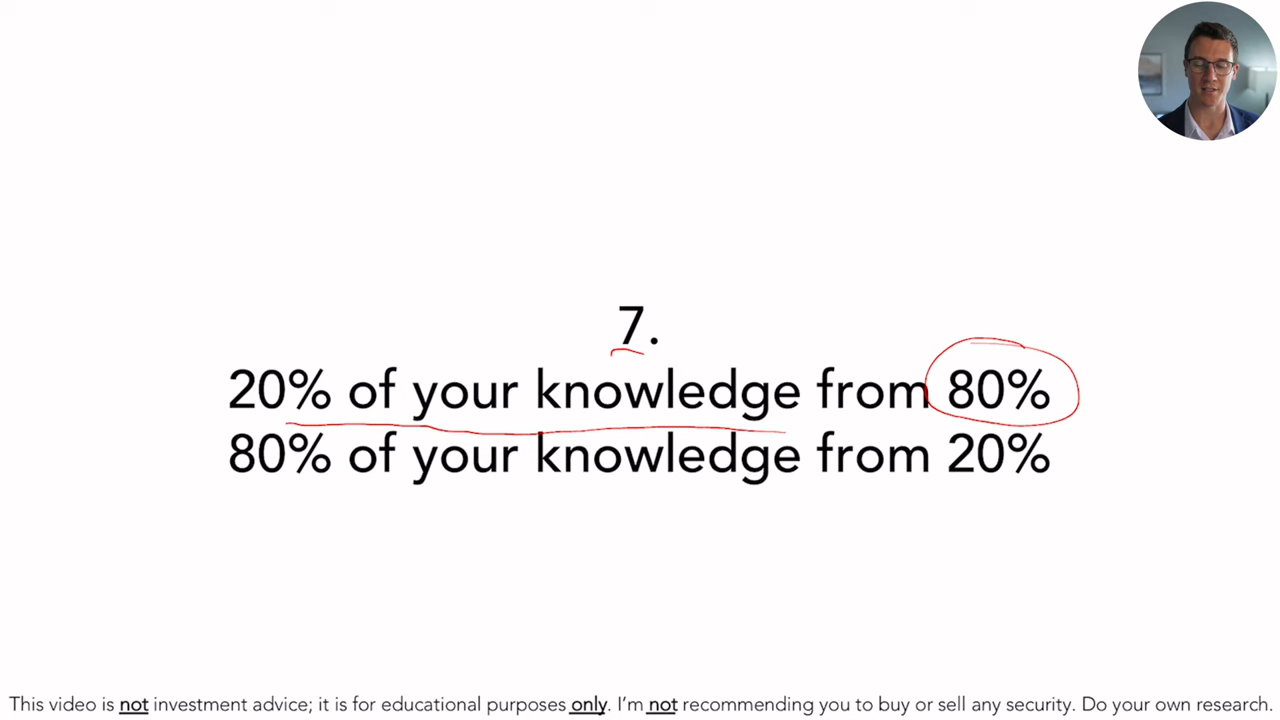 7.
20% of your knowledge from 80%
80% of your knowledge from 20%
This video is not investment advice; it is for educational purposes only. I'm not recommending you to buy or sell any security. Do your own research.